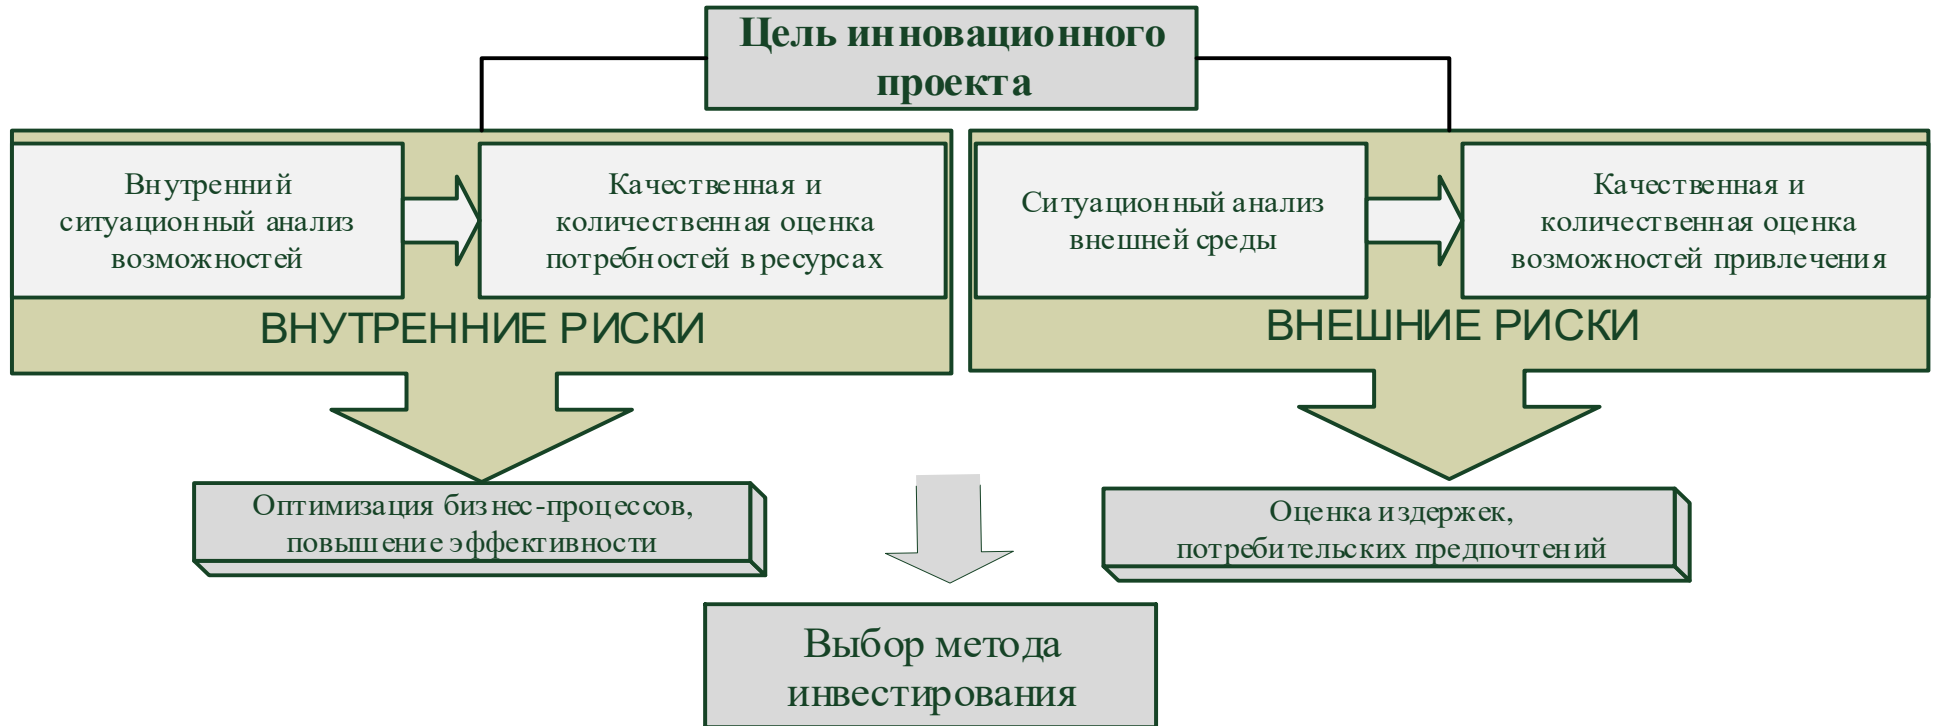 Цель инновационного
проекта
Внутренний
ситуационный анализ
возможностей
Качественная и
количественная оценка
потребностей в ресурсах
ВНУТРЕННИЕ РИСКИ
Ситуационный анализ
внешней среды
Качественная и
количественная оценка
возможностей привлечения
ВНЕШНИЕ РИСКИ
Оптимизация бизнес-процессов,
повышение эффективности
Оценка издержек,
потребительских предпочтений
Выбор метода
инвестирования